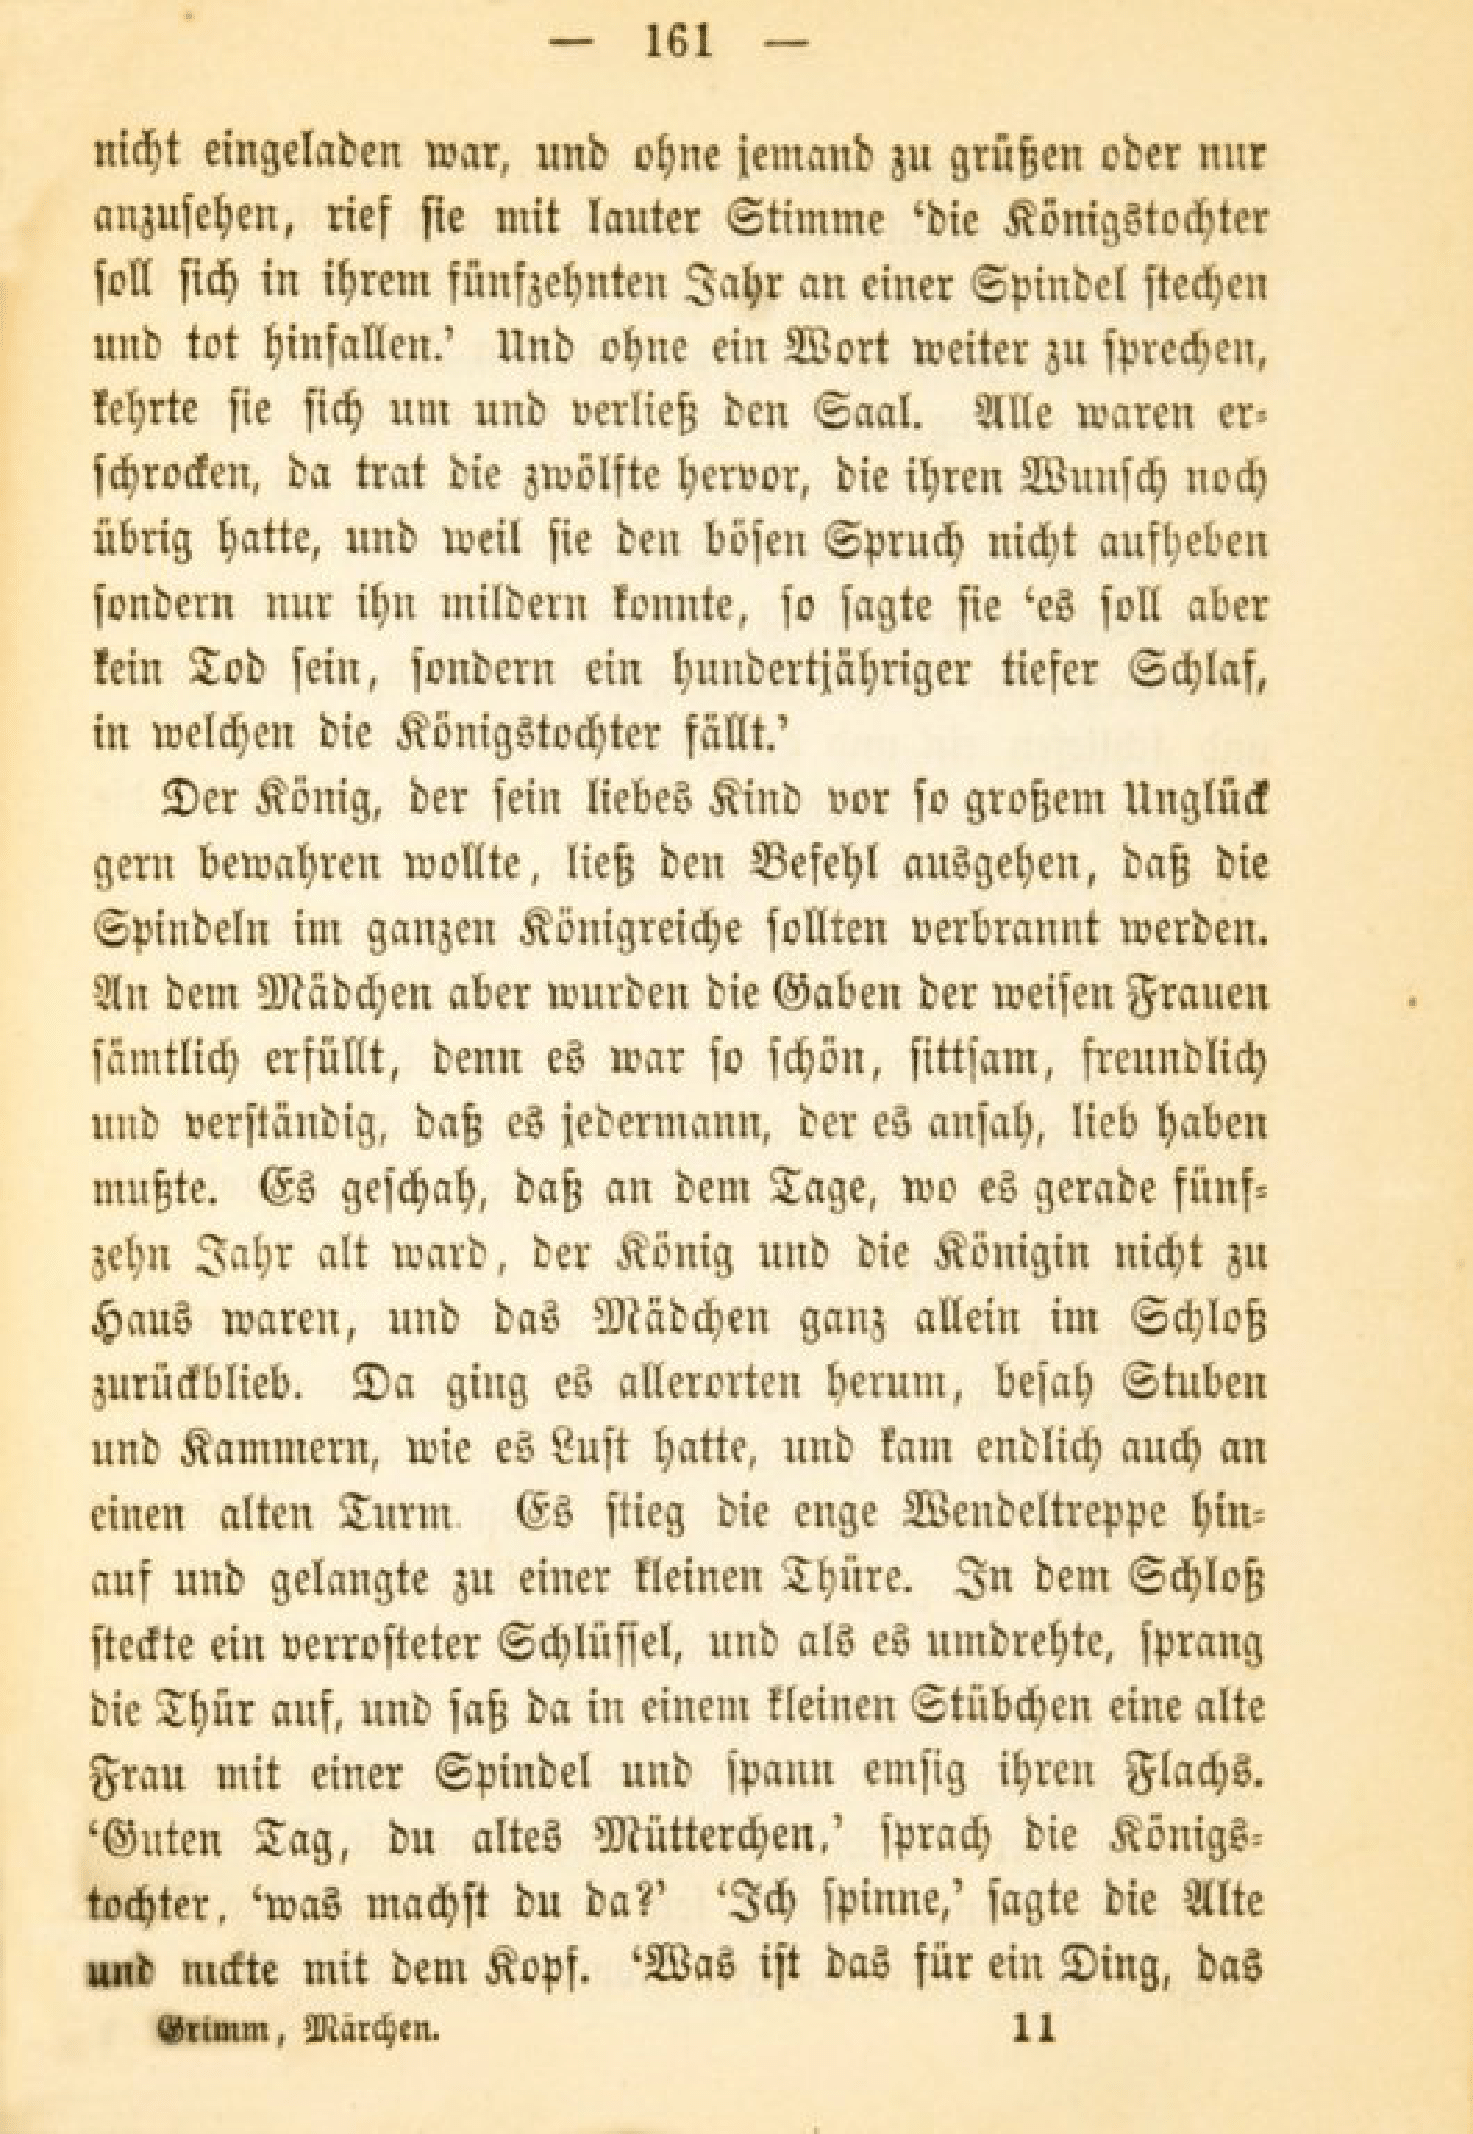 — 161 —
nicht eingeladen war, und ohne jemand zu grüßen oder nur
anzusehen, rief sie mit lauter Stimme ‘die Königstochter
soll sich in ihrem fünfzehnten Jahr an einer Spindel stechen
und tot hinfallen.’ Und ohne ein Wort weiter zu sprechen,
kehrte sie sich um und verließ den Saal. Alle waren er-
schrocken, da trat die zwölfte hervor, die ihren Wunsch noch
übrig hatte, und weil sie den bösen Spruch nicht aufheben
sondern nur ihn mildern konnte, so sagte sie ‘es soll aber
kein Tod sein, sondern ein hundertjähriger tiefer Schlaf,
in welchen die Königstochter fällt.’
Der König, der sein liebes Kind vor so großem Unglück
gern bewahren wollte, ließ den Befehl ausgehen, daß die
Spindeln im ganzen Königreiche sollten verbrannt werden.
An dem Mädchen aber wurden die Gaben der weisen Frauen
sämtlich erfüllt, denn es war so schön, sittsam, freundlich
und verständig, daß es jedermann, der es ansah, lieb haben
mußte. Es geschah, daß an dem Tage, wo es gerade fünf-
zehn Jahr alt ward, der König und die Königin nicht zu
Haus waren, und das Mädchen ganz allein im Schloß
zurückblieb. Da ging es allerorten herum, besah Stuben
und Kammern, wie es Lust hatte, und kam endlich auch an
einen alten Turm. Es stieg die enge Wendeltreppe hin-
auf und gelangte zu einer kleinen Thüre. In dem Schloß
steckte ein verrosteter Schlüssel, und als es umdrehte, sprang
die Thür auf, und saß da in einem kleinen Stübchen eine alte
Frau mit einer Spindel und spann emsig ihren Flachs.
‘Guten Tag, du altes Mütterchen,’ sprach die Königs-
tochter, ‘was machst du da?’ ‘Ich spinne,’ sagte die Alte
und nickte mit dem Kopf. ‘Was ist das für ein Ding, das
Grimm, Märchen. 11